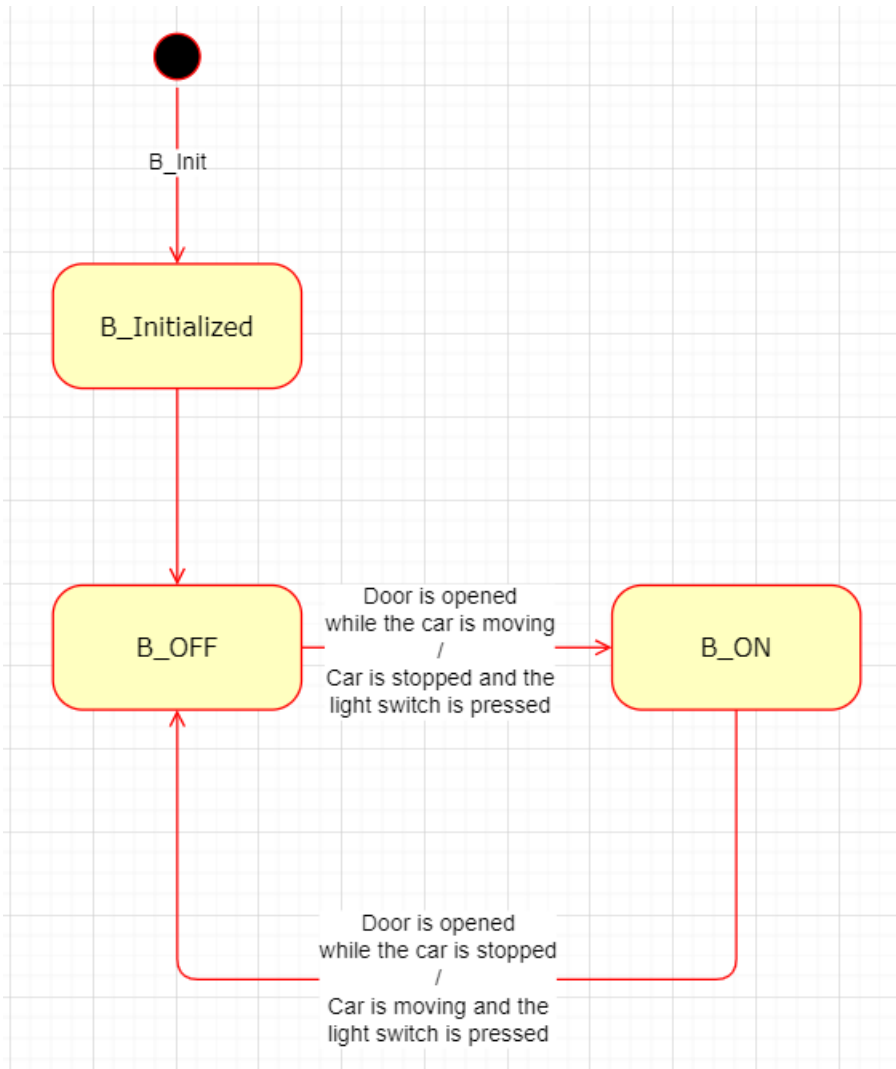 B_Init
B_Initialized
B_OFF
Door is opened
while the car is moving
/
Car is stopped and the
light switch is pressed
B_ON
Door is opened
while the car is stopped
/
Car is moving and the
light switch is pressed